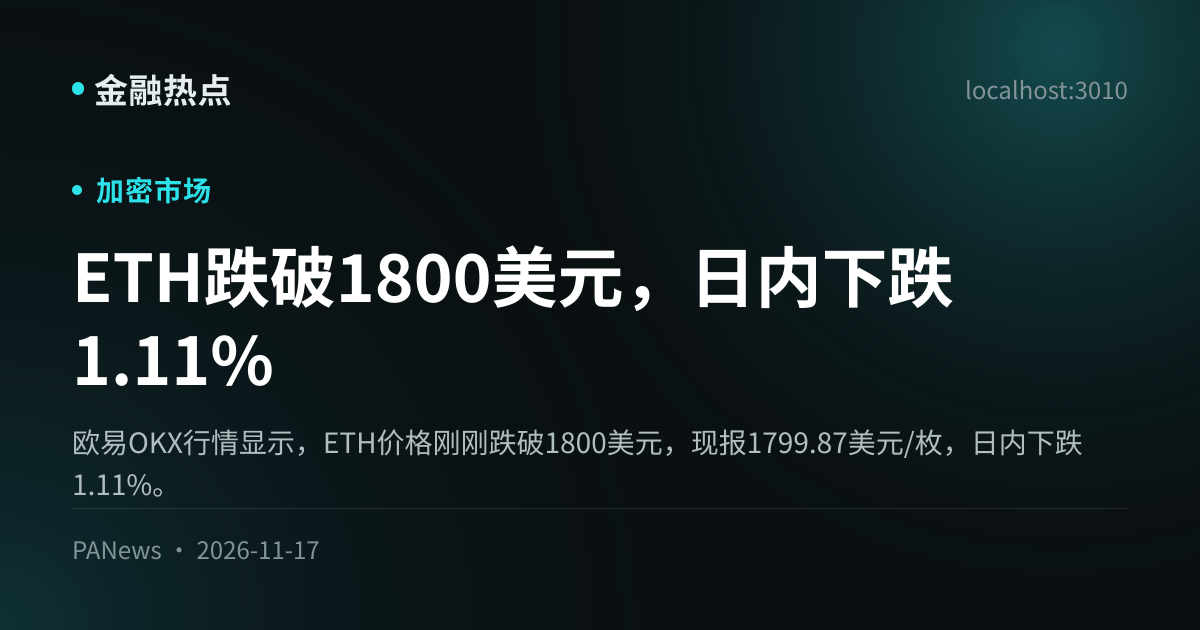 金融热点
localhost:3010
加密市场
ETH跌破1800美元，日内下跌
1.11%
欧易OKX行情显示，ETH价格刚刚跌破1800美元，现报1799.87美元/枚，日内下跌
1.11%。
PANews · 2026-11-17